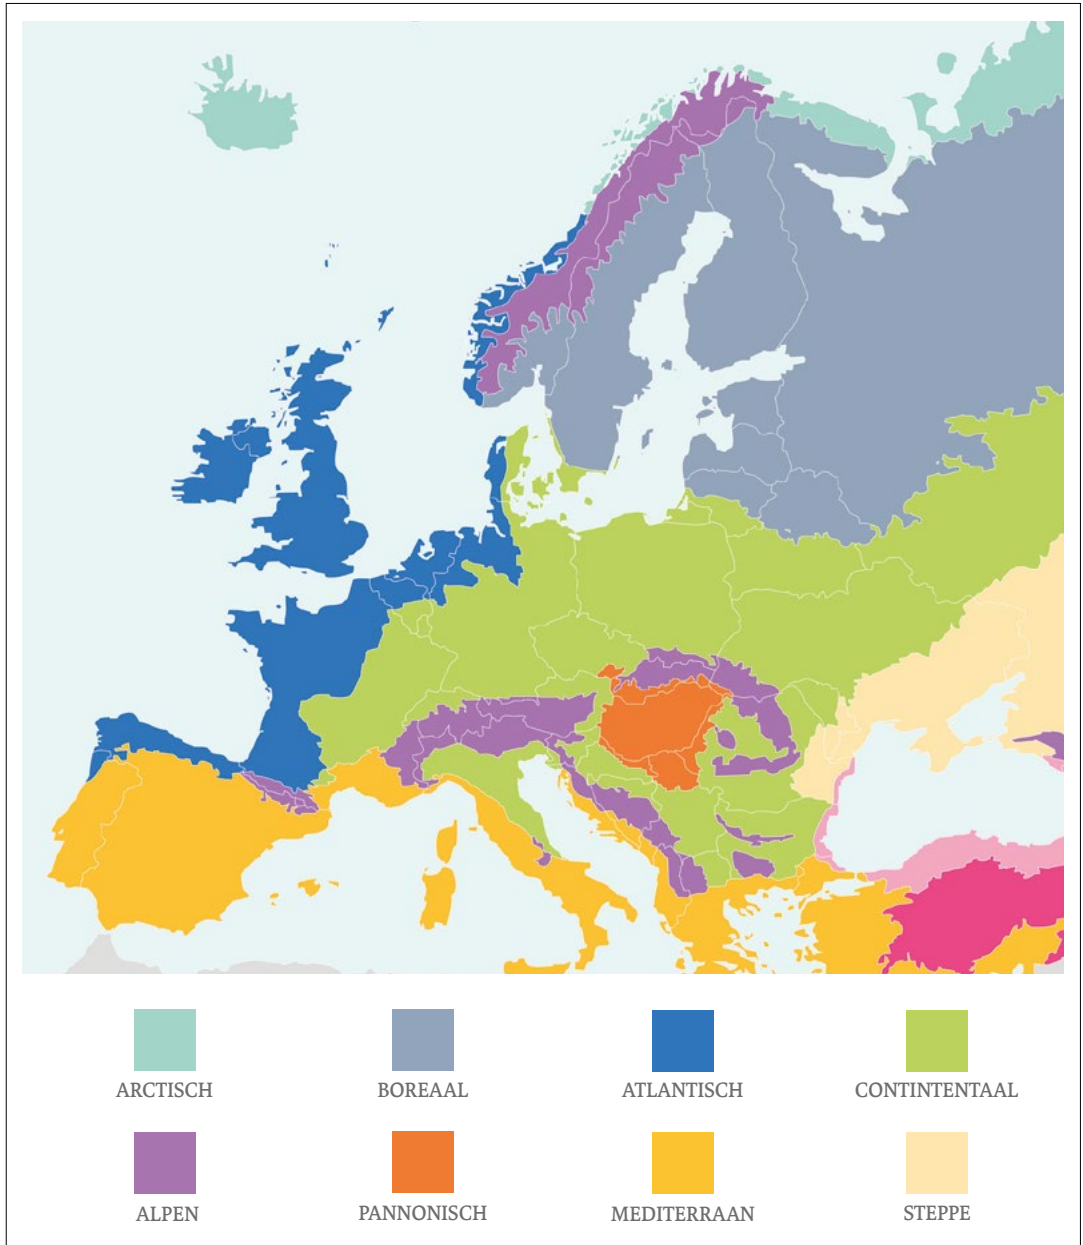 ARCTISCH
BOREAAL
ATLANTISCH
CONTINTENTAAL
ALPEN
PANNONISCH
MEDITERRAAN
STEPPE